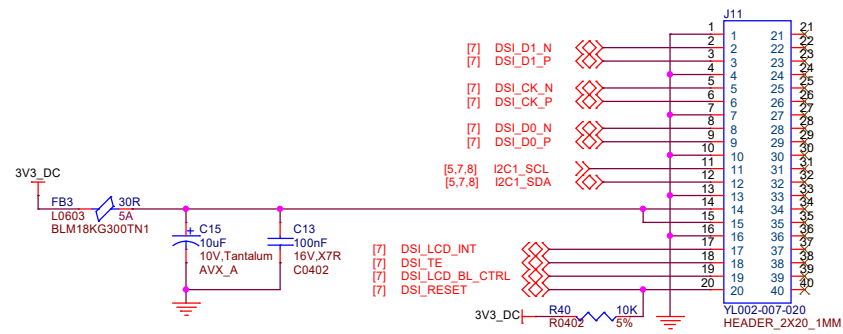 J11
1 1 21 21
[7] DSI_D1_N 2 2 22 22
[7] DSI_D1_P 3 3 23 23
4 4 24 24
[7] DSI_CK_N 5 5 25 25
[7] DSI_CK_P 6 6 26 26
7 7 27 27
[7] DSI_D0_N 8 8 28 28
[7] DSI_D0_P 9 9 29 29
10 10 30 30
[5,7,8] I2C1_SCL 11 11 31 31
[5,7,8] I2C1_SDA 12 12 32 32
13 13 33 33
14 14 34 34
15 15 35 35
16 16 36 36
[7] DSI_LCD_INT 17 17 37 37
[7] DSI_TE 18 18 38 38
[7] DSI_LCD_BL_CTRL 19 19 39 39
[7] DSI_RESET 20 20 40 40
YL002-007-020
HEADER_2X20_1MM
3V3_DC
FB3 30R
L0603 5A
BLM18KG300TN1
+ C15
10uF
10V,Tantalum
AVX_A
C13
100nF
16V,X7R
C0402
3V3_DC
R40 10K
R0402 5%